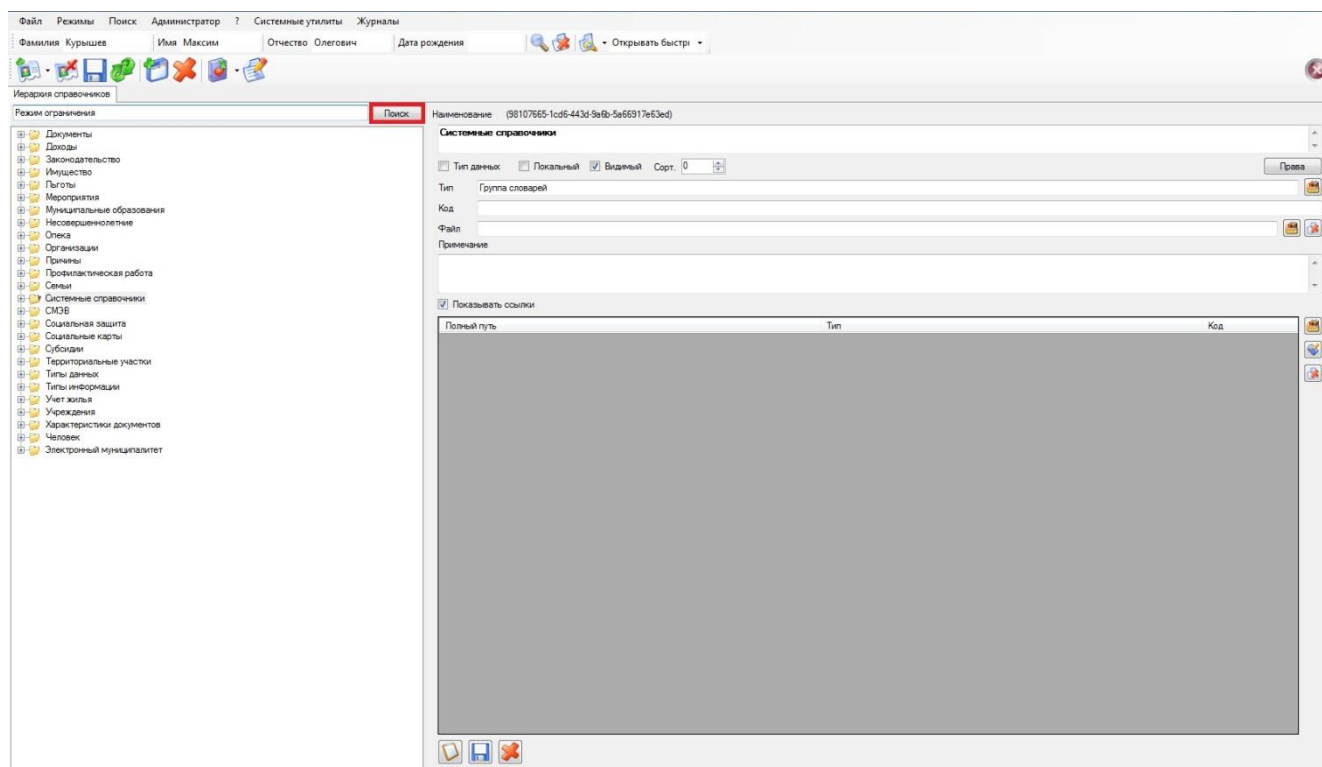 Файл Режимы Поиск Администратор ? Системные утилиты Журналы
Фамилия Курышев Имя Максим Отчество Олегович Дата рождения Открывать быстр
Иерархия справочников
Режим ограничения Поиск
Документы
Доходы
Законодательство
Имущество
Льготы
Мероприятия
Муниципальные образования
Несовершеннолетние
Опека
Организации
Причины
Профилактическая работа
Семьи
Системные справочники
СМЭВ
Социальная защита
Социальные карты
Субсидии
Территориальные участки
Типы данных
Типы информации
Учет жилья
Учреждения
Характеристики документов
Человек
Электронный муниципалитет
Наименование (98107665-1cd6-443d-9a6b-5a66917e63ed)
Системные справочники
Тип данных Локальный Видимый Сорт. 0 Права
Тип Группа словарей
Код
Файл
Примечание
Показывать ссылки
Полный путь Тип Код